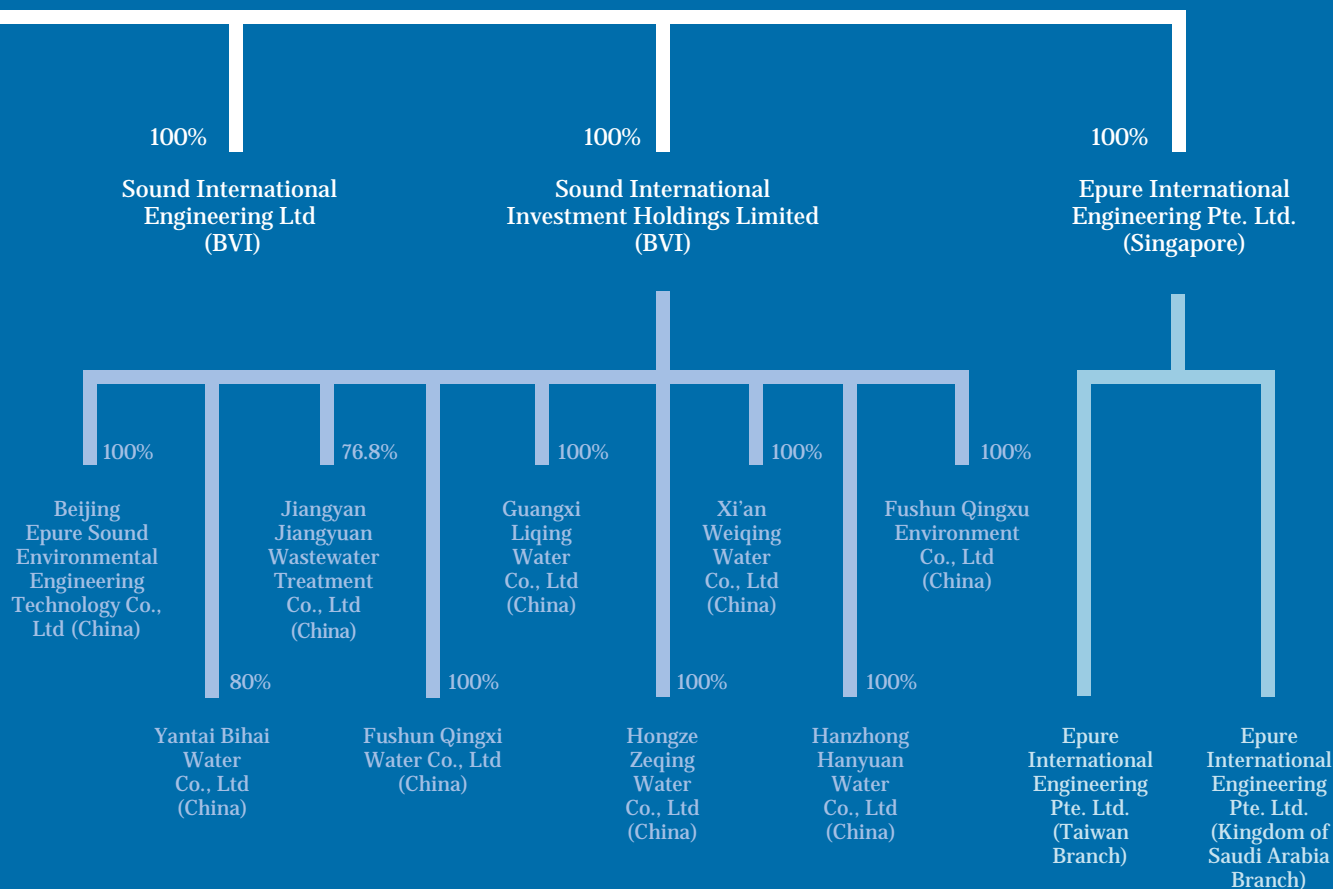 100%
Sound International
Engineering Ltd
(BVI)
100%
Sound International
Investment Holdings Limited
(BVI)
100%
Epure International
Engineering Pte. Ltd.
(Singapore)
100%
Beijing
Epure Sound
Environmental
Engineering
Technology Co.,
Ltd (China)
76.8%
Jiangyan
Jiangyuan
Wastewater
Treatment
Co., Ltd
(China)
100%
Guangxi
Liqing
Water
Co., Ltd
(China)
100%
Xi’an
Weiqing
Water
Co., Ltd
(China)
100%
Fushun Qingxu
Environment
Co., Ltd
(China)
80%
Yantai Bihai
Water
Co., Ltd
(China)
100%
Fushun Qingxi
Water Co., Ltd
(China)
100%
Hongze
Zeqing
Water
Co., Ltd
(China)
100%
Hanzhong
Hanyuan
Water
Co., Ltd
(China)
Epure
International
Engineering
Pte. Ltd.
(Taiwan
Branch)
Epure
International
Engineering
Pte. Ltd.
(Kingdom of
Saudi Arabia
Branch)